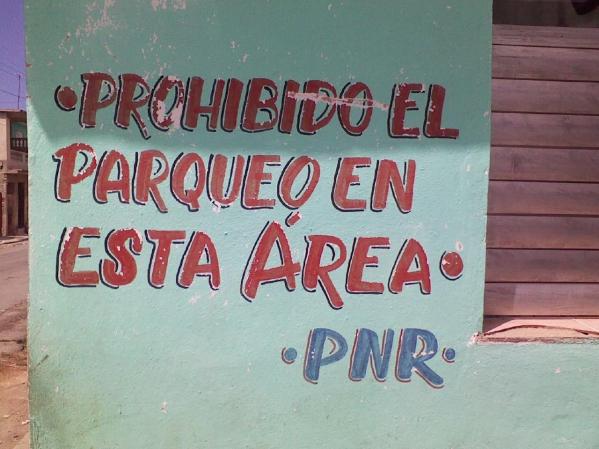 ·PROHIBIDO EL
PARQUEO EN
ESTA ÁREA·
·PNR·